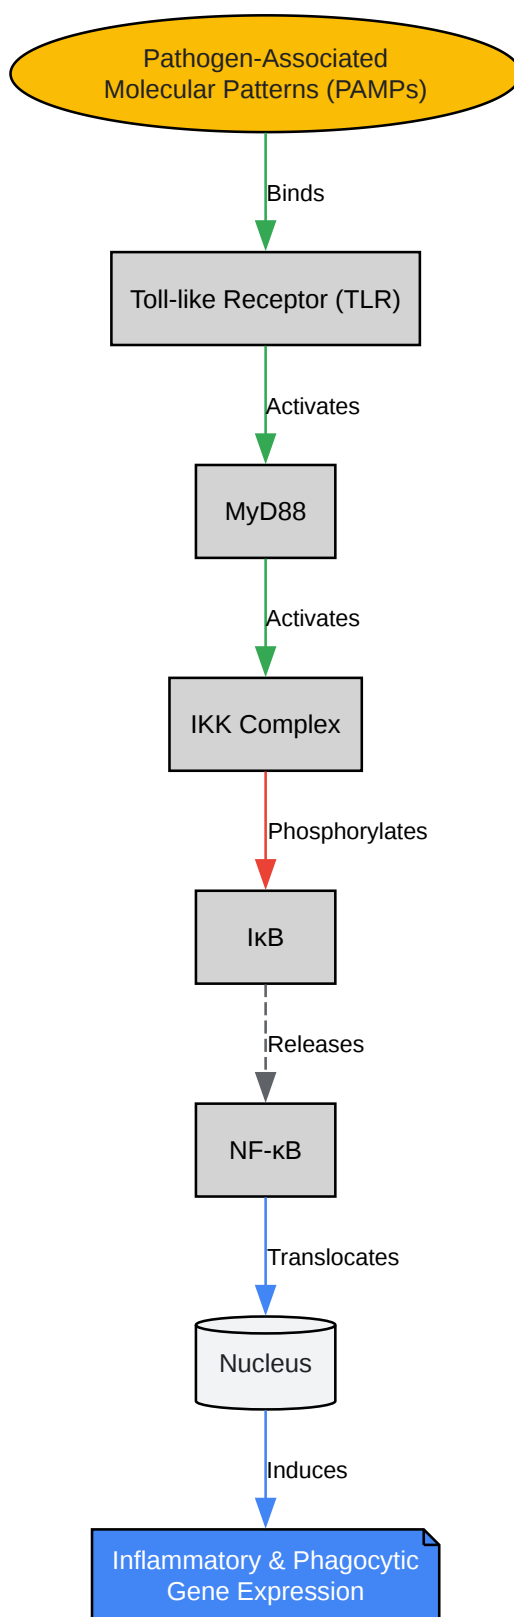 Pathogen-Associated
Molecular Patterns (PAMPs)
Binds
Toll-like Receptor (TLR)
Activates
MyD88
Activates
IKK Complex
Phosphorylates
IκB
Releases
NF-κB
Translocates
Nucleus
Induces
Inflammatory & Phagocytic
Gene Expression